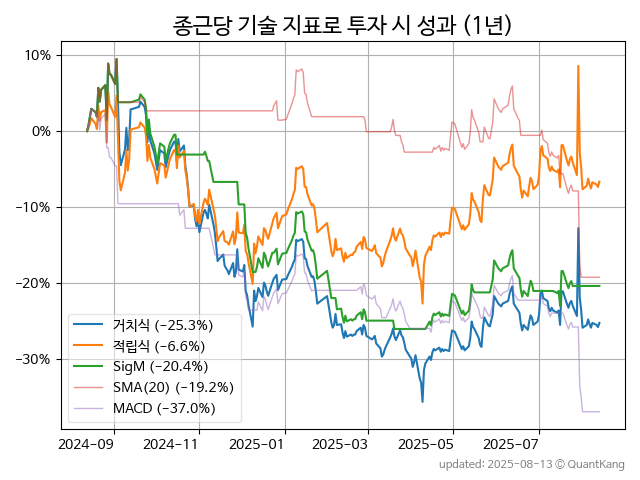 종근당 기술 지표로 투자 시 성과 (1년)
10%
0%
−10%
−20%
−30%
거치식 (−25.3%)
적립식 (−6.6%)
SigM (−20.4%)
SMA(20) (−19.2%)
MACD (−37.0%)
2024-09 2024-11 2025-01 2025-03 2025-05 2025-07
updated: 2025-08-13 ⓒ QuantKang